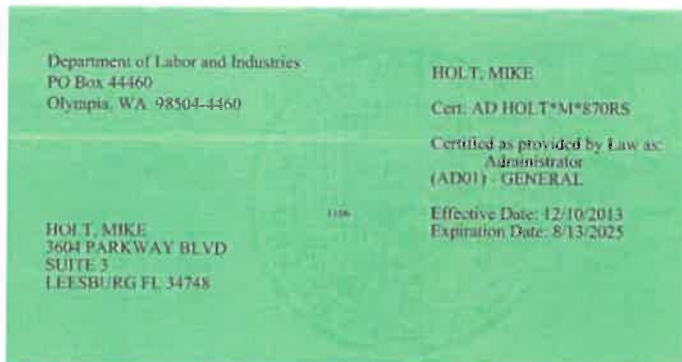 Department of Labor and Industries
PO Box 44460
Olympia, WA 98504-4460
HOLT, MIKE
3604 PARKWAY BLVD
SUITE 3
LEESBURG FL 34748
HOLT, MIKE
Cert: AD HOLT*M*870RS
Certified as provided by Law as:
Administrator
(AD01) - GENERAL
Effective Date: 12/10/2013
Expiration Date: 8/13/2025